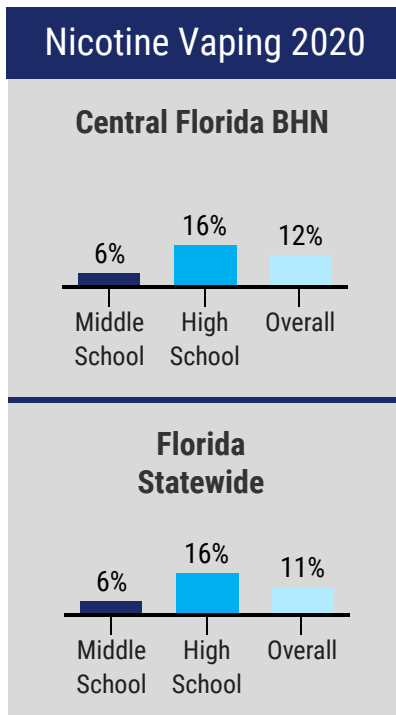 Nicotine Vaping 2020
Central Florida BHN
6%
16%
12%
Middle School
High School
Overall
Florida
Statewide
6%
16%
11%
Middle School
High School
Overall